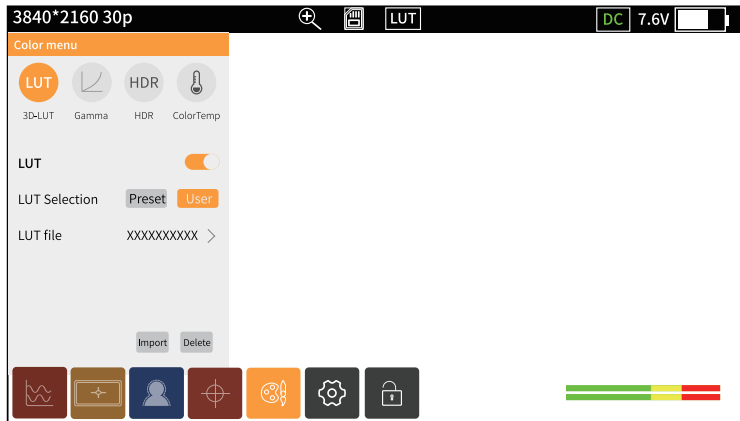 3840*2160 30p LUT DC 7.6V
Color menu
LUT HDR
3D-LUT Gamma HDR ColorTemp
LUT
LUT Selection Preset User
LUT file XXXXXXXXXX
Import Delete